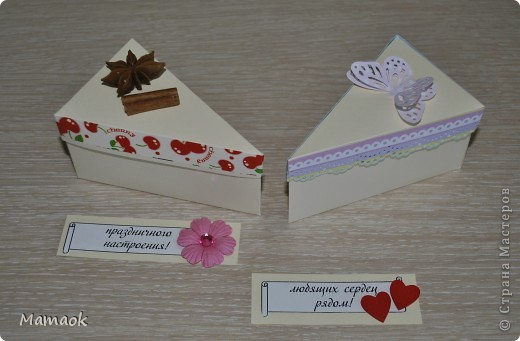 праздничного
настроения!
любящих сердец
рядом!
Mamaok
© Страна Мастеров